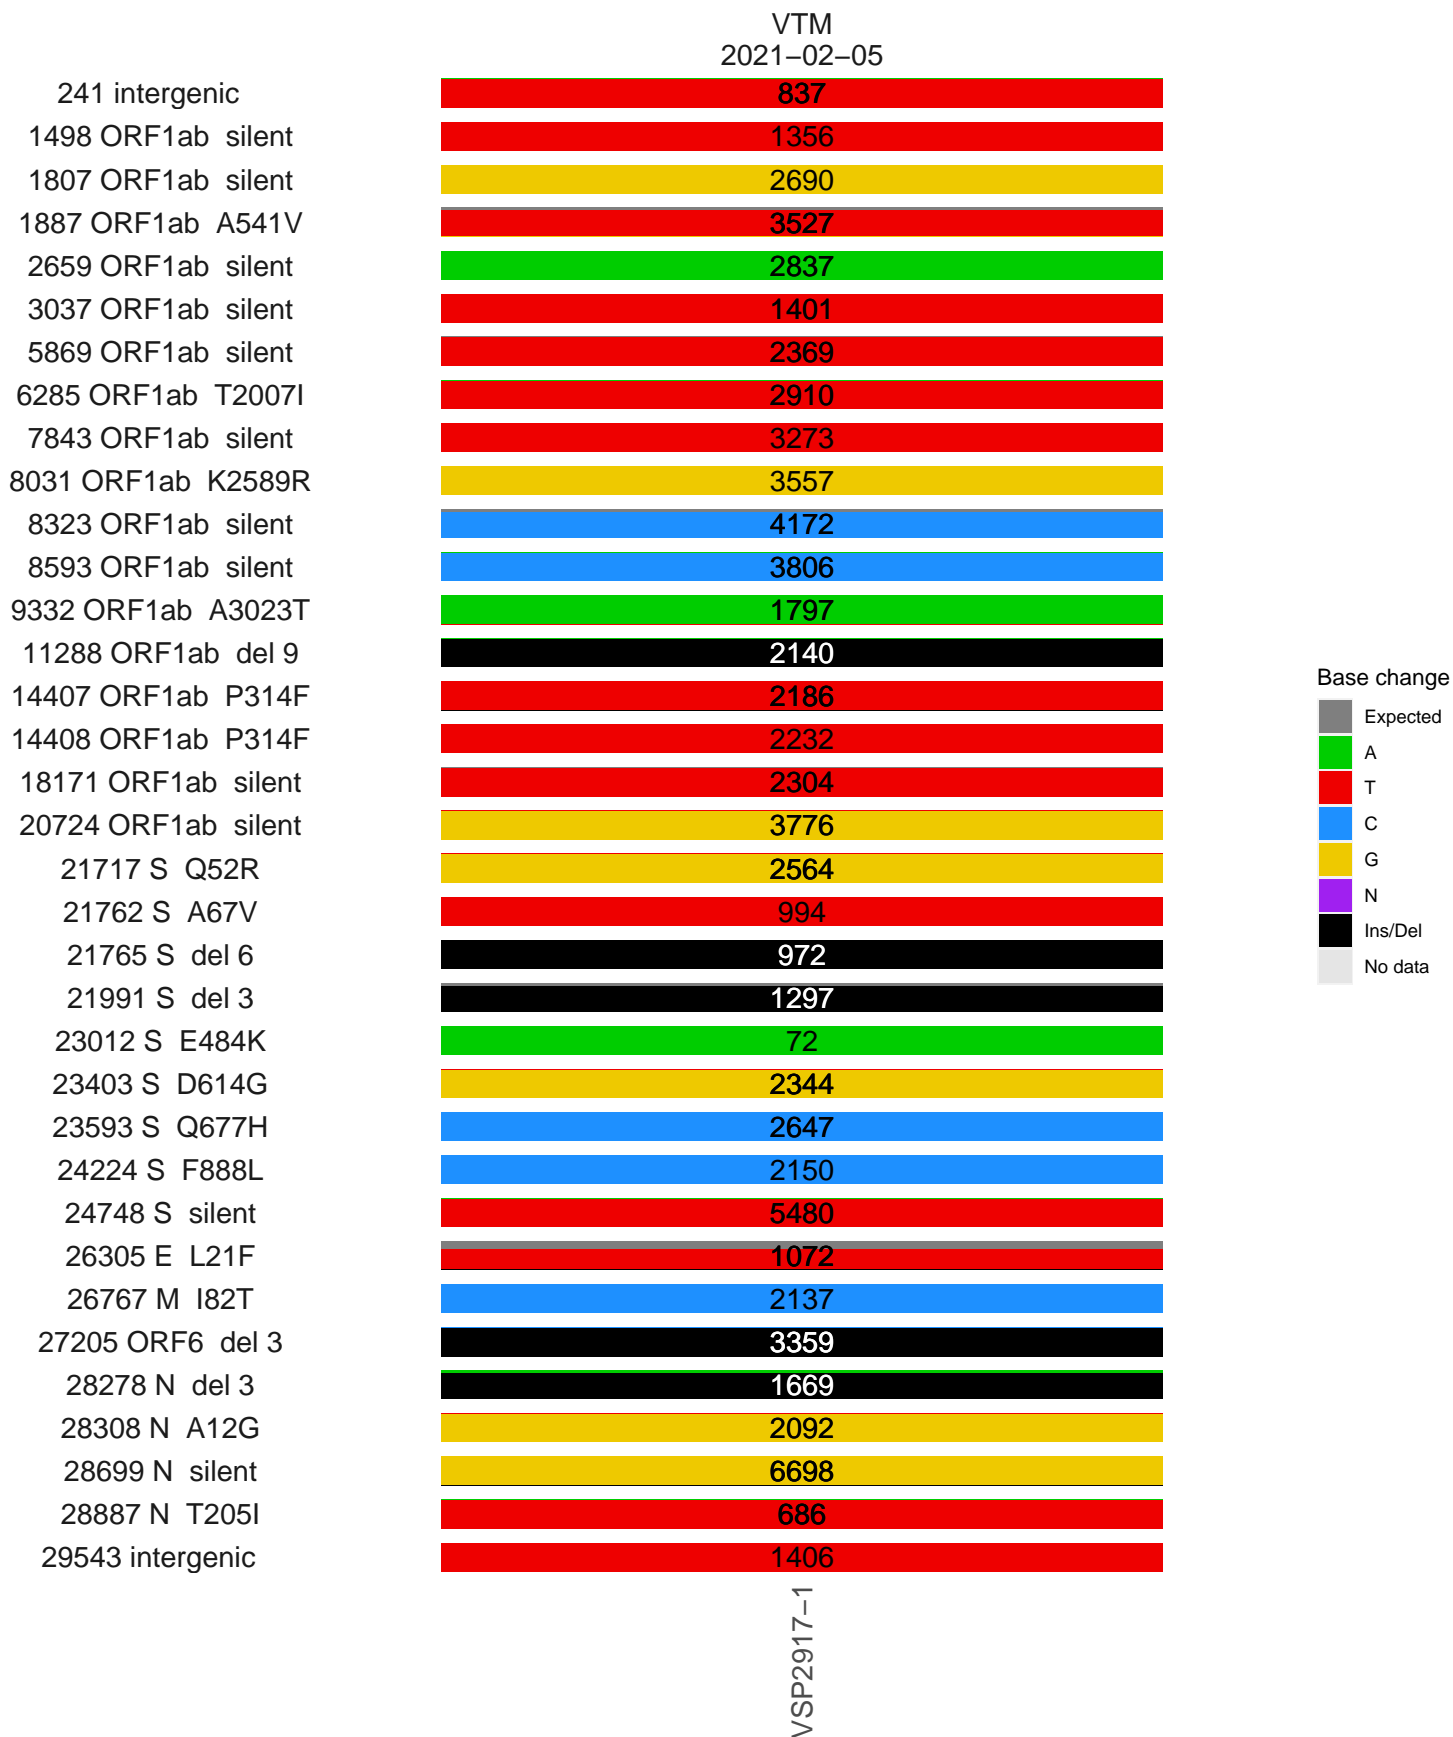 VTM
2021−02−05
241 intergenic 837
1498 ORF1ab silent 1356
1807 ORF1ab silent 2690
1887 ORF1ab A541V 3527
2659 ORF1ab silent 2837
3037 ORF1ab silent 1401
5869 ORF1ab silent 2369
6285 ORF1ab T2007I 2910
7843 ORF1ab silent 3273
8031 ORF1ab K2589R 3557
8323 ORF1ab silent 4172
8593 ORF1ab silent 3806
9332 ORF1ab A3023T 1797
11288 ORF1ab del 9 2140
14407 ORF1ab P314F 2186
14408 ORF1ab P314F 2232
18171 ORF1ab silent 2304
20724 ORF1ab silent 3776
21717 S Q52R 2564
21762 S A67V 994
21765 S del 6 972
21991 S del 3 1297
23012 S E484K 72
23403 S D614G 2344
23593 S Q677H 2647
24224 S F888L 2150
24748 S silent 5480
26305 E L21F 1072
26767 M I82T 2137
27205 ORF6 del 3 3359
28278 N del 3 1669
28308 N A12G 2092
28699 N silent 6698
28887 N T205I 686
29543 intergenic 1406
VSP2917−1
Base change
Expected
A
T
C
G
N
Ins/Del
No data